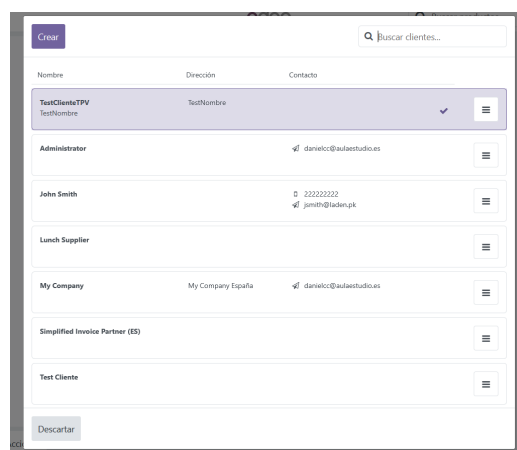 Crear
Buscar clientes...
Nombre Dirección Contacto
TestClienteTPV TestNombre
TestNombre
Administrator danielcc@aulaestudio.es
John Smith 222222222
jsmith@laden.pk
Lunch Supplier
My Company My Company España danielcc@aulaestudio.es
Simplified Invoice Partner (ES)
Test Cliente
Descartar